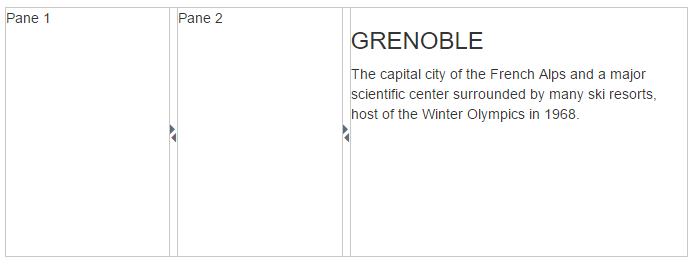 Pane 1
Pane 2
GRENOBLE
The capital city of the French Alps and a major
scientific center surrounded by many ski resorts,
host of the Winter Olympics in 1968.